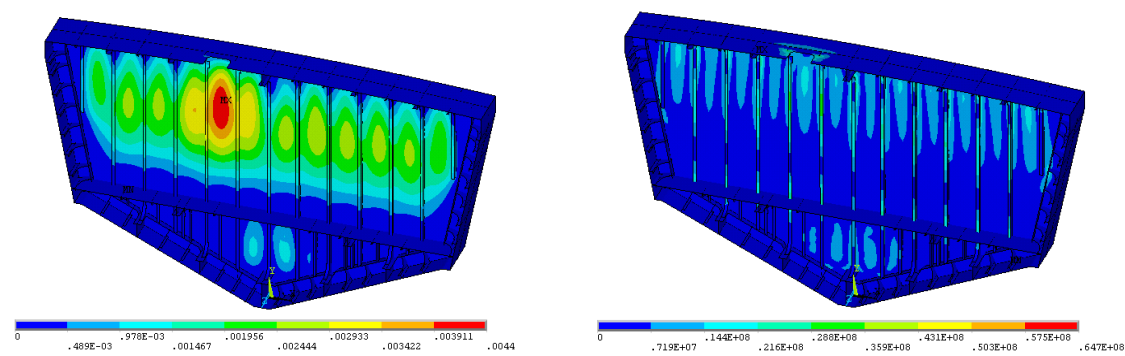 MX
Y
Z
0 .978E-03 .001956 .002933 .003911
.489E-03 .001467 .002444 .003422 .0044
0 .144E+08 .288E+08 .431E+08 .575E+08
.719E+07 .216E+08 .359E+08 .503E+08 .647E+08